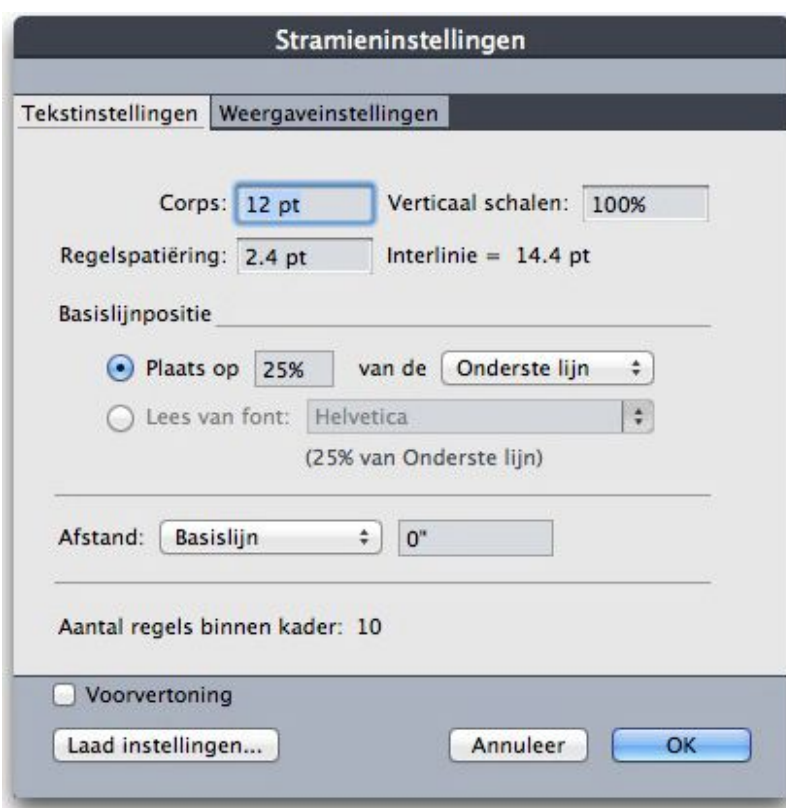 Stramieninstellingen
Tekstinstellingen Weergaveinstellingen
Corps: 12 pt Verticaal schalen: 100%
Regelspatiëring: 2.4 pt Interlinie = 14.4 pt
Basislijnpositie
Plaats op 25% van de Onderste lijn
Lees van font: Helvetica
(25% van Onderste lijn)
Afstand: Basislijn 0"
Aantal regels binnen kader: 10
Voorvertoning
Laad instellingen... Annuleer OK